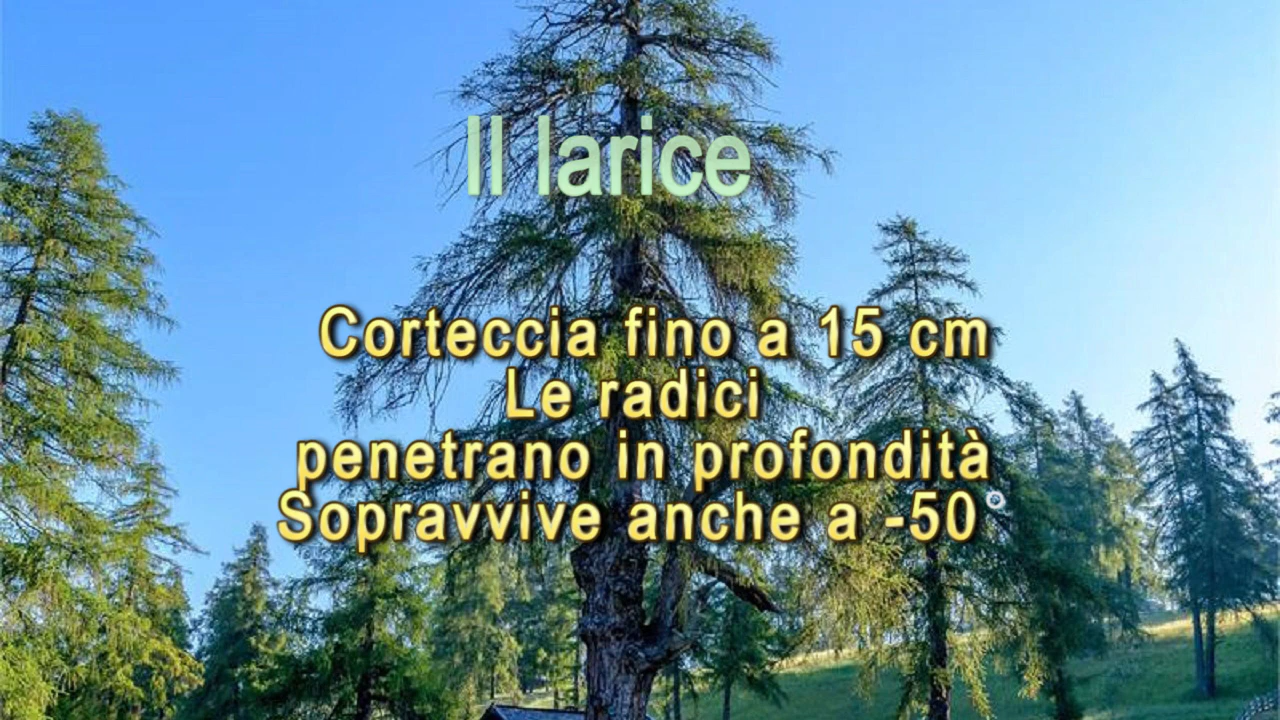 Il larice
Corteccia fino a 15 cm
Le radici
penetrano in profondità
Sopravvive anche a -50°